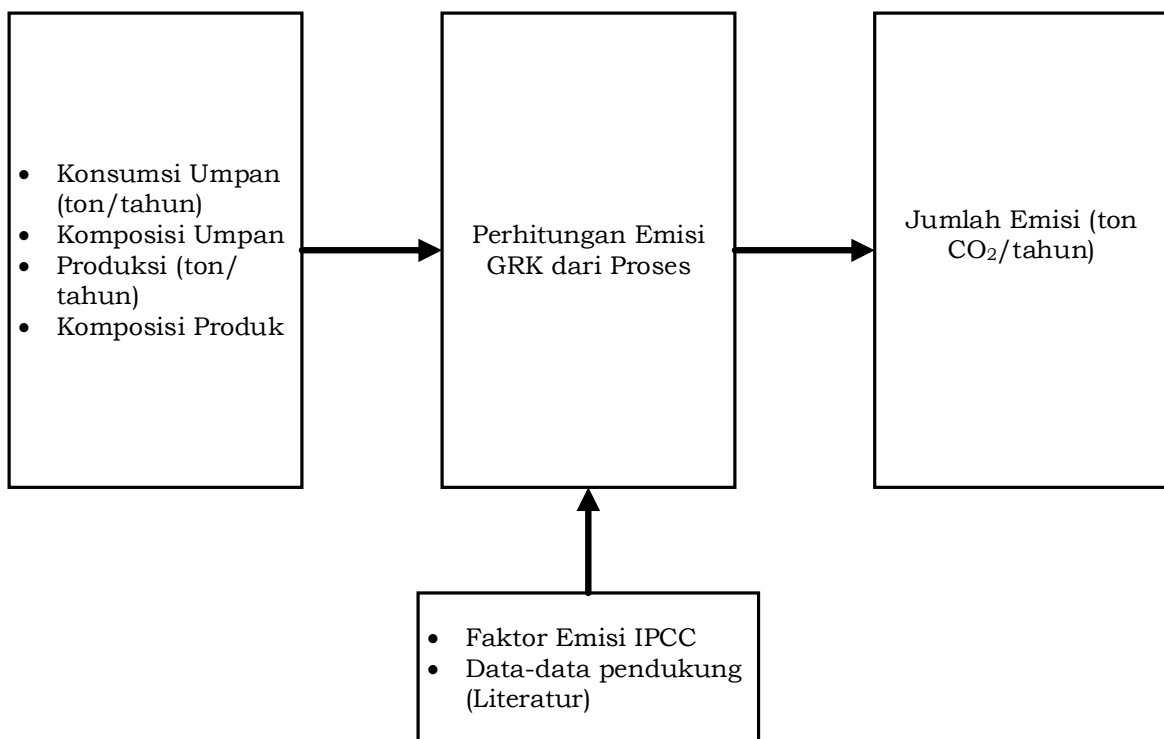 • Konsumsi Umpan
(ton/tahun)
• Komposisi Umpan
• Produksi (ton/
tahun)
• Komposisi Produk
Perhitungan Emisi
GRK dari Proses
Jumlah Emisi (ton
CO₂/tahun)
• Faktor Emisi IPCC
• Data-data pendukung
(Literatur)